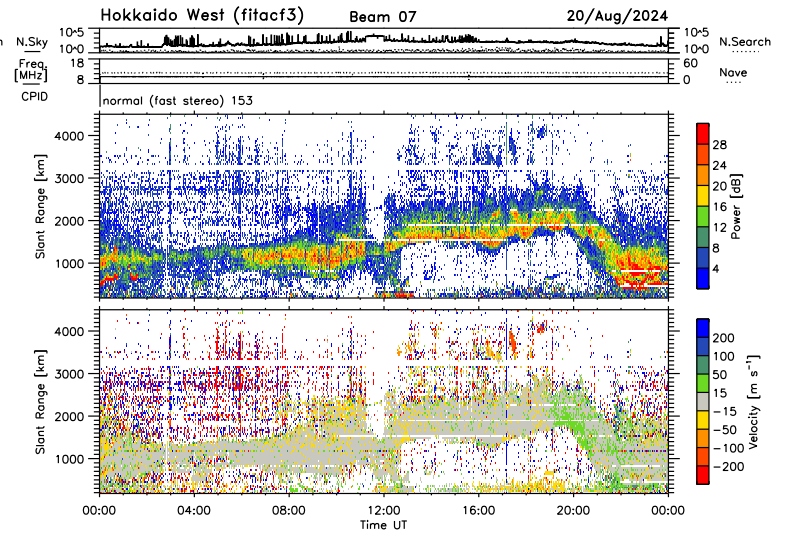 Hokkaido West (fitacf3)
Beam 07
20/Aug/2024
N.Sky
10^5
10^0
10^5
10^0
N.Search
Freq.
[MHz]
18
8
60
0
Nave
CPID
normal (fast stereo) 153
Slant Range [km]
4000
3000
2000
1000
28
24
20
16
12
8
4
Power [dB]
Slant Range [km]
4000
3000
2000
1000
200
100
50
15
-15
-50
-100
-200
Velocity [m s⁻¹]
00:00
04:00
08:00
12:00
16:00
20:00
00:00
Time UT